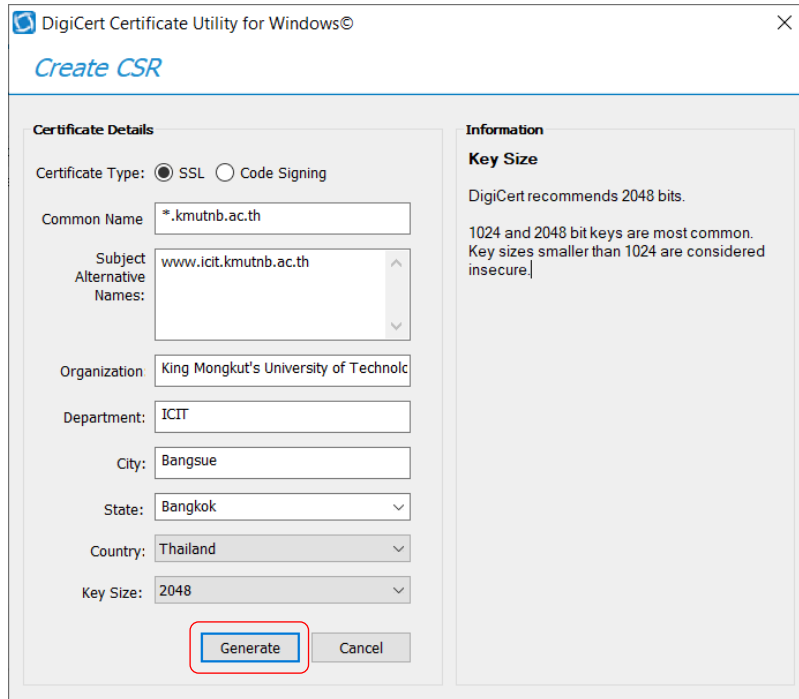 DigiCert Certificate Utility for Windows©
Create CSR
Certificate Details
Certificate Type: SSL Code Signing
Common Name *.kmutnb.ac.th
Subject Alternative Names: www.icit.kmutnb.ac.th
Organization: King Mongkut's University of Technolo
Department: ICIT
City: Bangsue
State: Bangkok
Country: Thailand
Key Size: 2048
Generate Cancel
Information
Key Size
DigiCert recommends 2048 bits.
1024 and 2048 bit keys are most common.
Key sizes smaller than 1024 are considered
insecure.